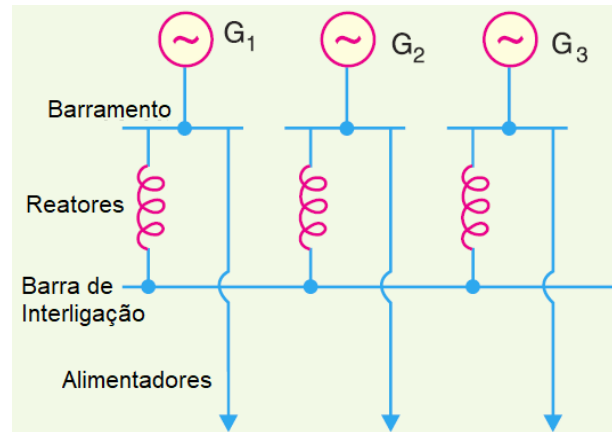 G1
G2
G3
Barramento
Reatores
Barra de
Interligação
Alimentadores